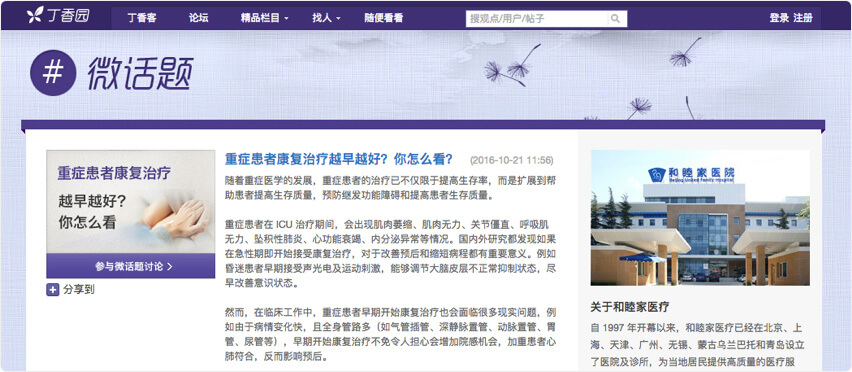 丁香园
丁香客 论坛 精品栏目 找人 随便看看 搜观点/用户/帖子 登录 注册
# 微话题
重症患者康复治疗
越早越好?
你怎么看
参与微话题讨论
分享到
重症患者康复治疗越早越好?你怎么看? (2016-10-21 11:56)
随着重症医学的发展,重症患者的治疗已不仅限于提高生存率,而是扩展到帮
助患者提高生存质量,预防继发功能障碍和提高患者生存质量。
重症患者在 ICU 治疗期间,会出现肌肉萎缩、肌肉无力、关节僵直、呼吸肌
无力、坠积性肺炎、心功能衰竭、内分泌异常等情况。国内外研究都发现如果
在急性期即开始接受康复治疗,对于改善预后和缩短病程都有重要意义。例如
昏迷患者早期接受声光电及运动刺激,能够调节大脑皮层不正常抑制状态,尽
早改善意识状态。
然而,在临床工作中,重症患者早期开始康复治疗也会面临很多现实问题,例
如由于病情变化快,且全身管路多(如气管插管、深静脉置管、动脉置管、胃
管、尿管等),早期开始康复治疗不免令人担心会增加院感机会,加重患者心
肺符合,反而影响预后。
和睦家医院
Beijing United Family Hospital
关于和睦家医疗
自 1997 年开幕以来,和睦家医疗已经在北京、上
海、天津、广州、无锡、蒙古乌兰巴托和青岛设立
了医院及诊所,为当地居民提供高质量的医疗服